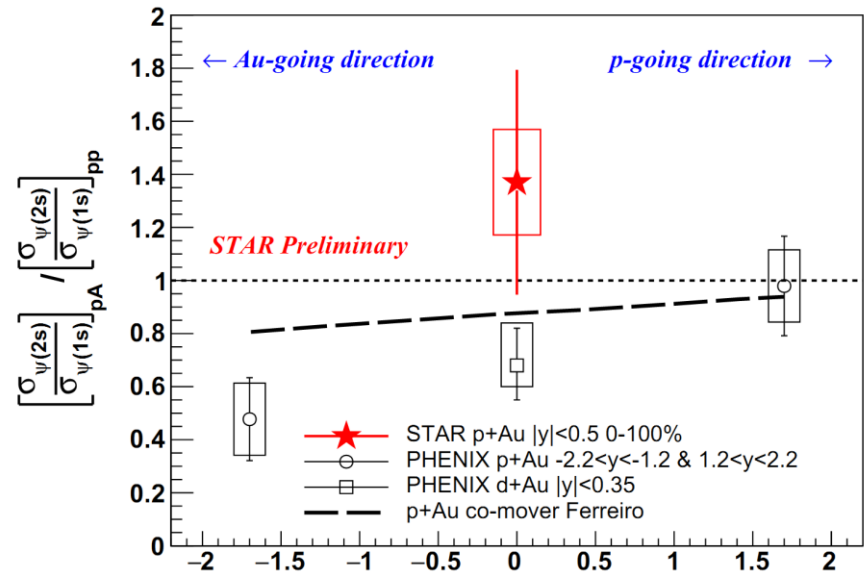 2
1.8
1.6
1.4
1.2
1
0.8
0.6
0.4
0.2
0
← Au-going direction
p-going direction →
STAR Preliminary
[σψ(2s)/σψ(1s)]pA / [σψ(2s)/σψ(1s)]pp
STAR p+Au |y|<0.5 0-100%
PHENIX p+Au -2.2<y<-1.2 & 1.2<y<2.2
PHENIX d+Au |y|<0.35
p+Au co-mover Ferreiro
−2 −1.5 −1 −0.5 0 0.5 1 1.5 2